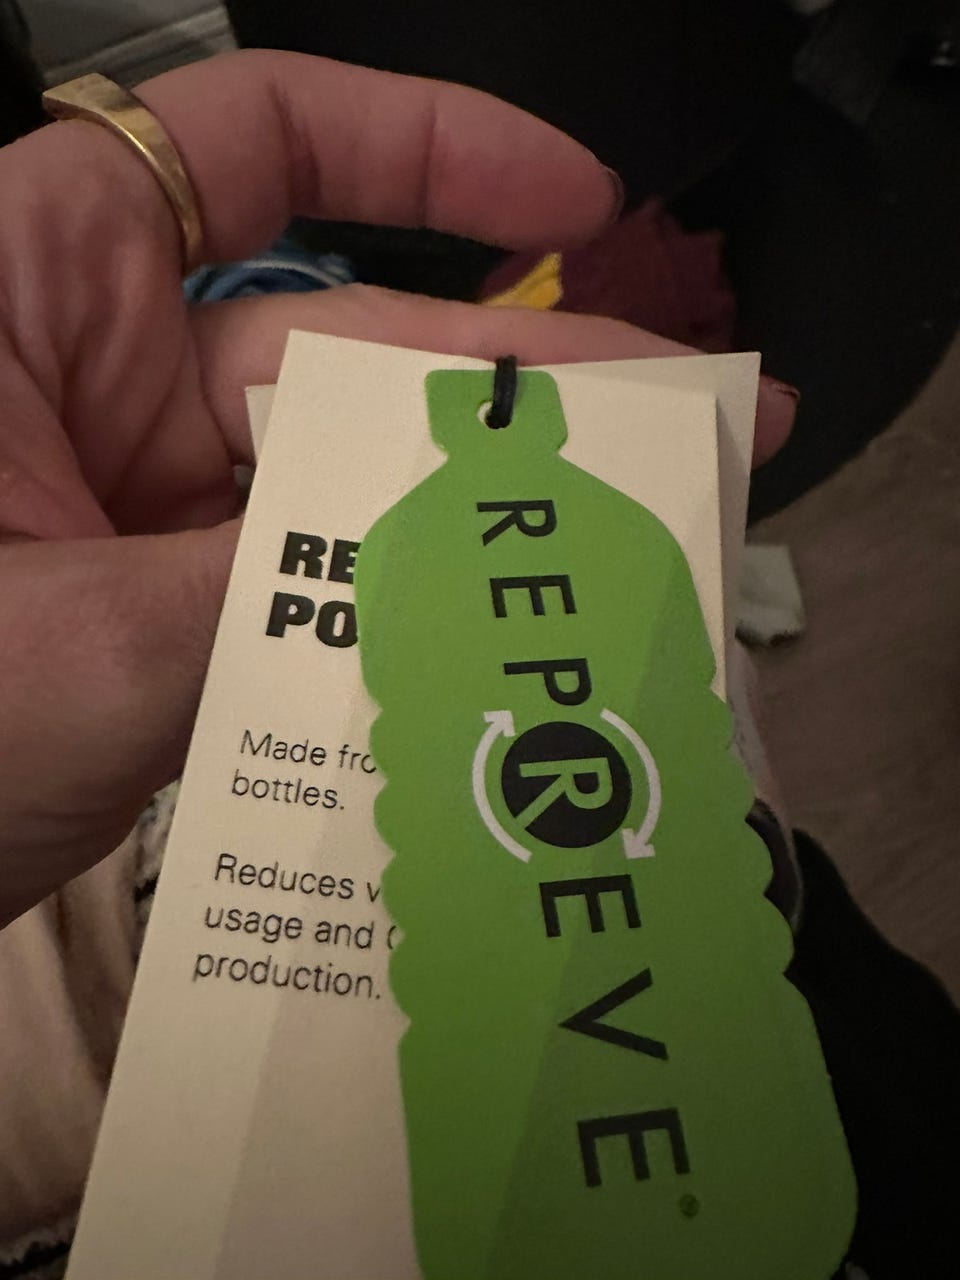 REPREVE®
RE
PO
Made fro
bottles.
Reduces
usage and
production.